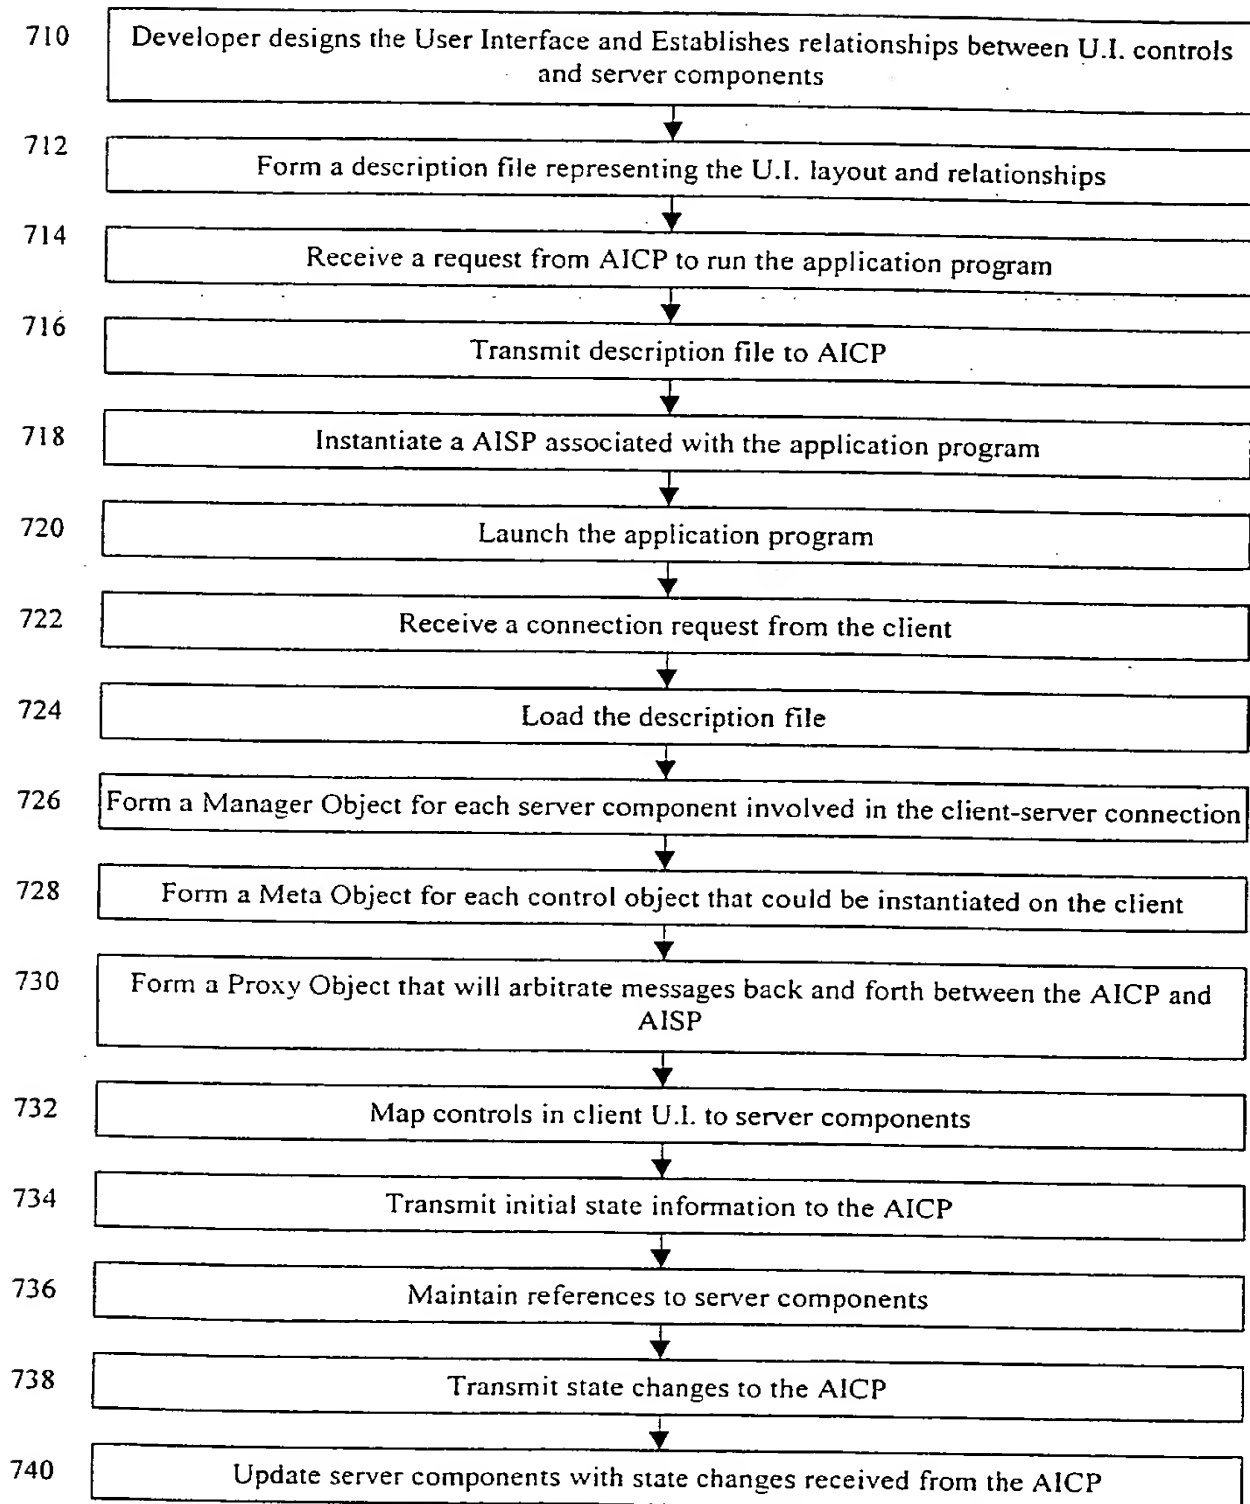 710
Developer designs the User Interface and Establishes relationships between U.I. controls
and server components
712
Form a description file representing the U.I. layout and relationships
714
Receive a request from AICP to run the application program
716
Transmit description file to AICP
718
Instantiate a AISP associated with the application program
720
Launch the application program
722
Receive a connection request from the client
724
Load the description file
726
Form a Manager Object for each server component involved in the client-server connection
728
Form a Meta Object for each control object that could be instantiated on the client
730
Form a Proxy Object that will arbitrate messages back and forth between the AICP and
AISP
732
Map controls in client U.I. to server components
734
Transmit initial state information to the AICP
736
Maintain references to server components
738
Transmit state changes to the AICP
740
Update server components with state changes received from the AICP